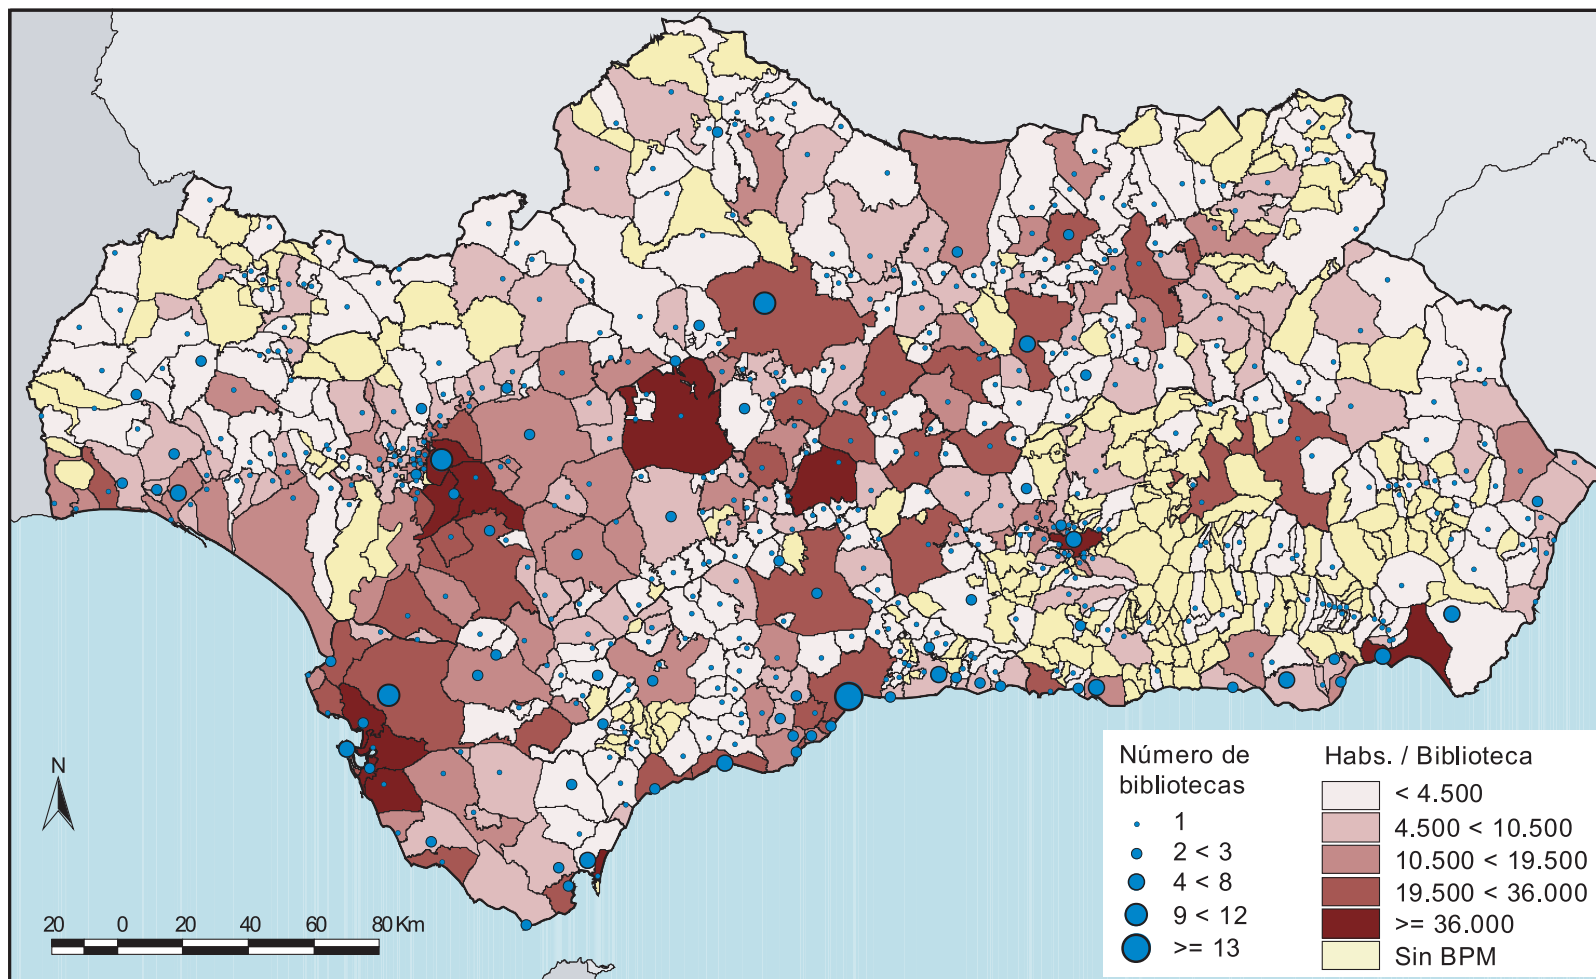 N
20 0 20 40 60 80 Km
Número de
bibliotecas
1
2 < 3
4 < 8
9 < 12
>= 13
Habs. / Biblioteca
< 4.500
4.500 < 10.500
10.500 < 19.500
19.500 < 36.000
>= 36.000
Sin BPM